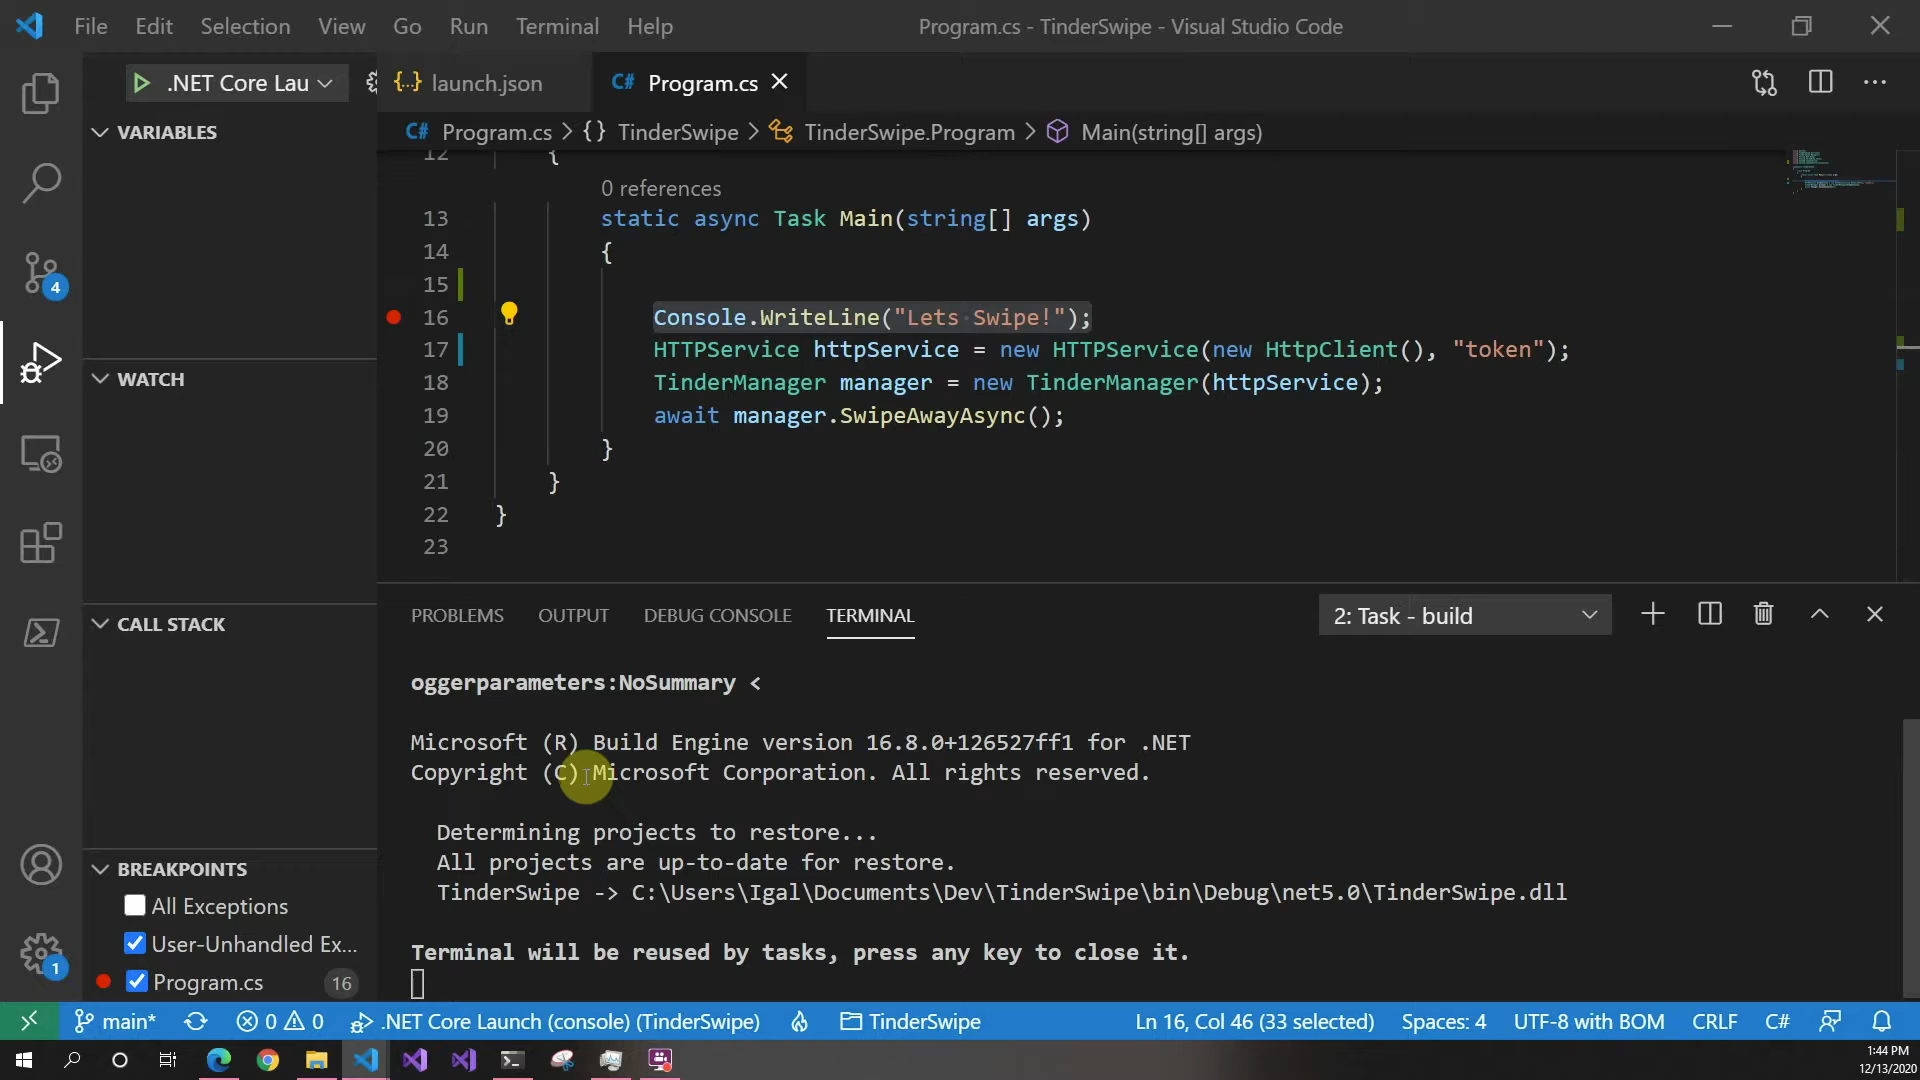 File Edit Selection View Go Run Terminal Help Program.cs - TinderSwipe - Visual Studio Code
.NET Core Lau launch.json Program.cs
VARIABLES
Program.cs > {} TinderSwipe > TinderSwipe.Program > Main(string[] args)
12 {
0 references
13 static async Task Main(string[] args)
14 {
15
16 Console.WriteLine("Lets Swipe!");
17 HTTPService httpService = new HTTPService(new HttpClient(), "token");
18 TinderManager manager = new TinderManager(httpService);
19 await manager.SwipeAwayAsync();
20 }
21 }
22 }
23
4
WATCH
CALL STACK
BREAKPOINTS
All Exceptions
User-Unhandled Ex...
Program.cs 16
1
PROBLEMS OUTPUT DEBUG CONSOLE TERMINAL 2: Task - build
oggerparameters:NoSummary <
Microsoft (R) Build Engine version 16.8.0+126527ff1 for .NET
Copyright (C) Microsoft Corporation. All rights reserved.
Determining projects to restore...
All projects are up-to-date for restore.
TinderSwipe -> C:\Users\Igal\Documents\Dev\TinderSwipe\bin\Debug\net5.0\TinderSwipe.dll
Terminal will be reused by tasks, press any key to close it.
main* 0 0 .NET Core Launch (console) (TinderSwipe) TinderSwipe Ln 16, Col 46 (33 selected) Spaces: 4 UTF-8 with BOM CRLF C#
1:44 PM
12/13/2020